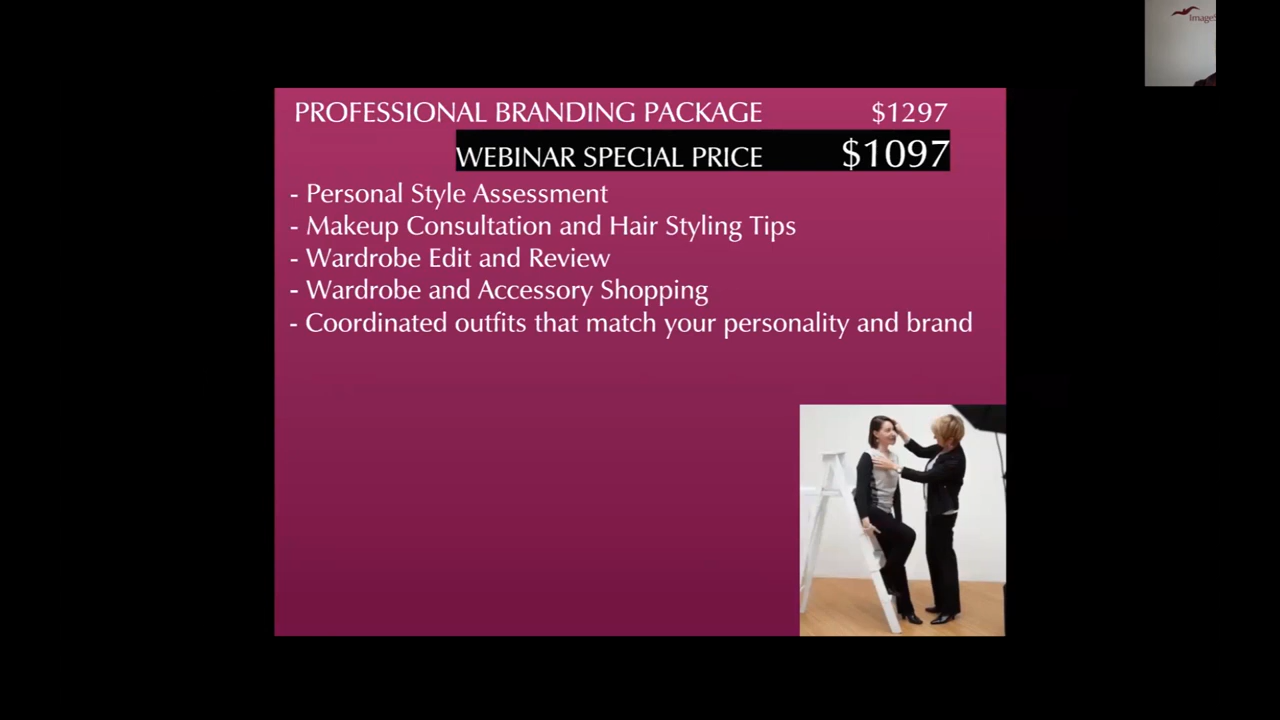 PROFESSIONAL BRANDING PACKAGE $1297
WEBINAR SPECIAL PRICE $1097
- Personal Style Assessment
- Makeup Consultation and Hair Styling Tips
- Wardrobe Edit and Review
- Wardrobe and Accessory Shopping
- Coordinated outfits that match your personality and brand